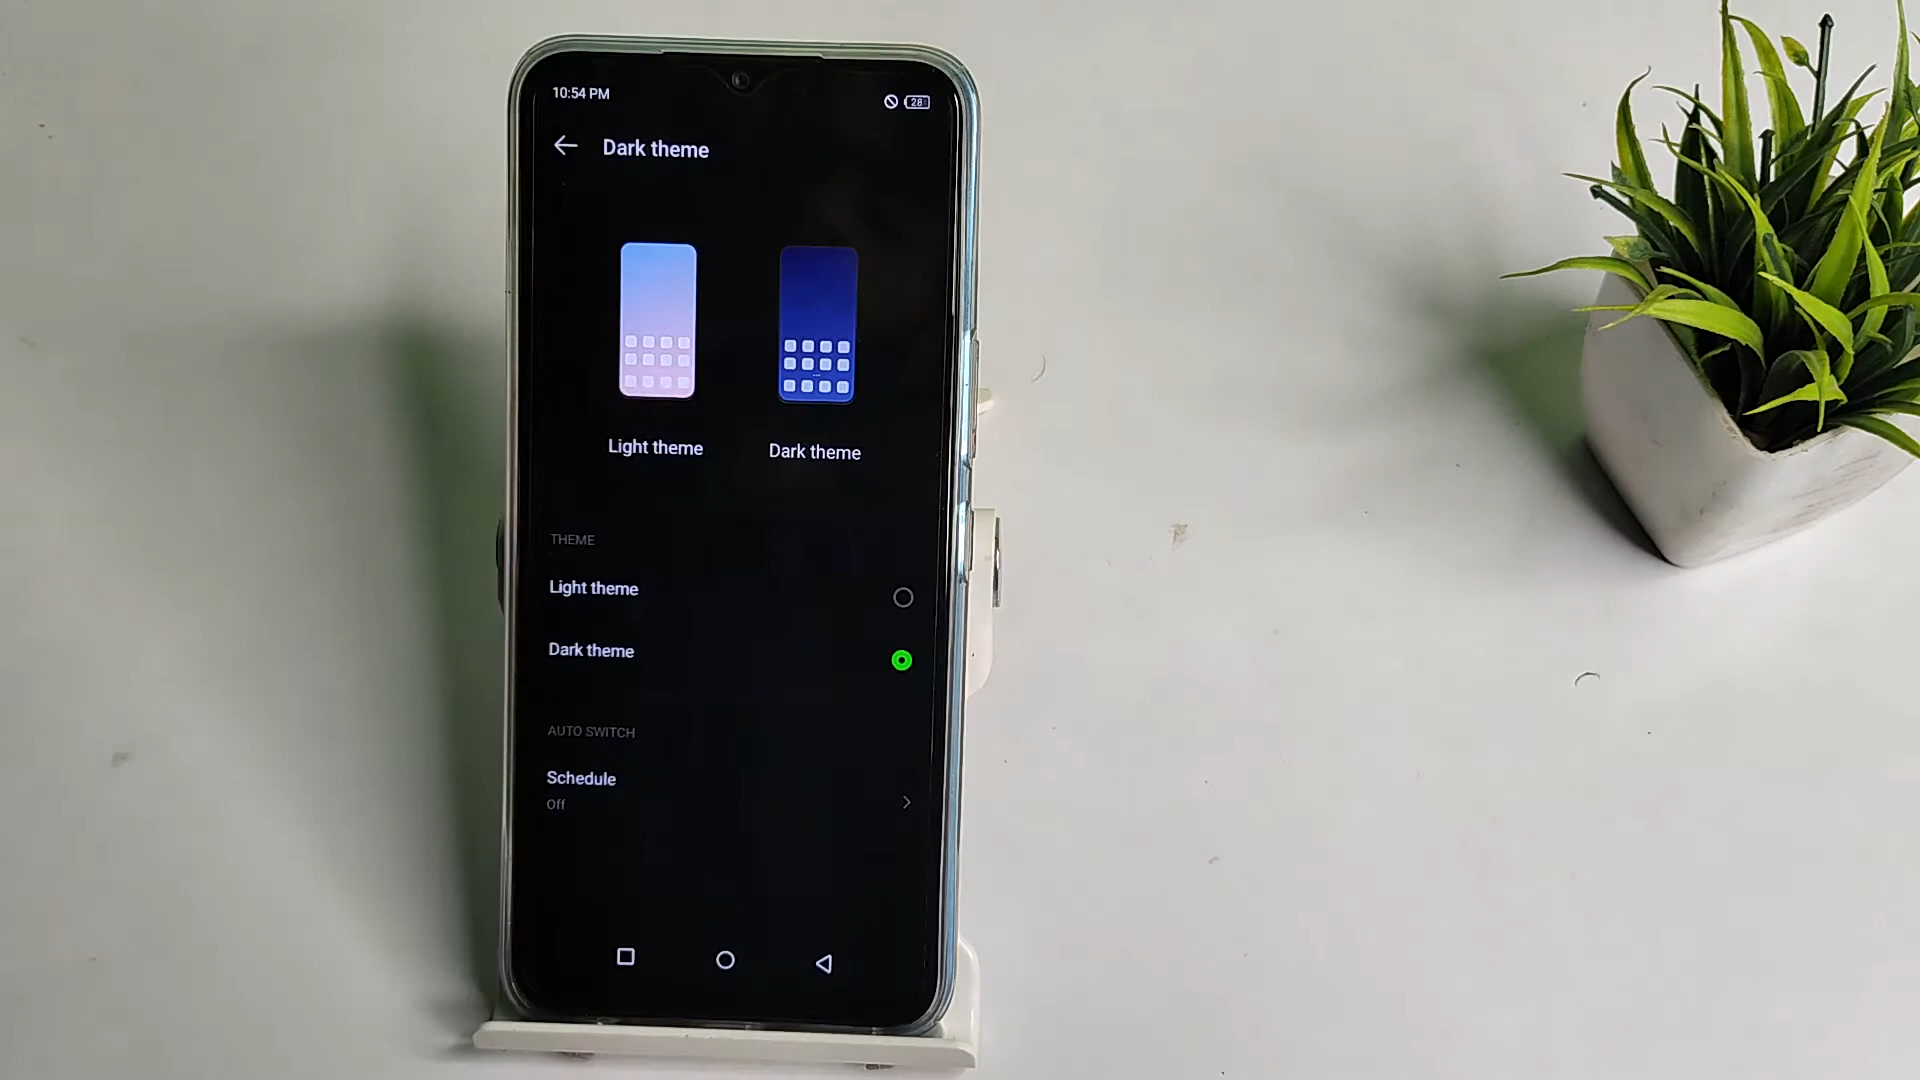 10:54 PM
28
Dark theme
Light theme
Dark theme
THEME
Light theme
Dark theme
AUTO SWITCH
Schedule
Off